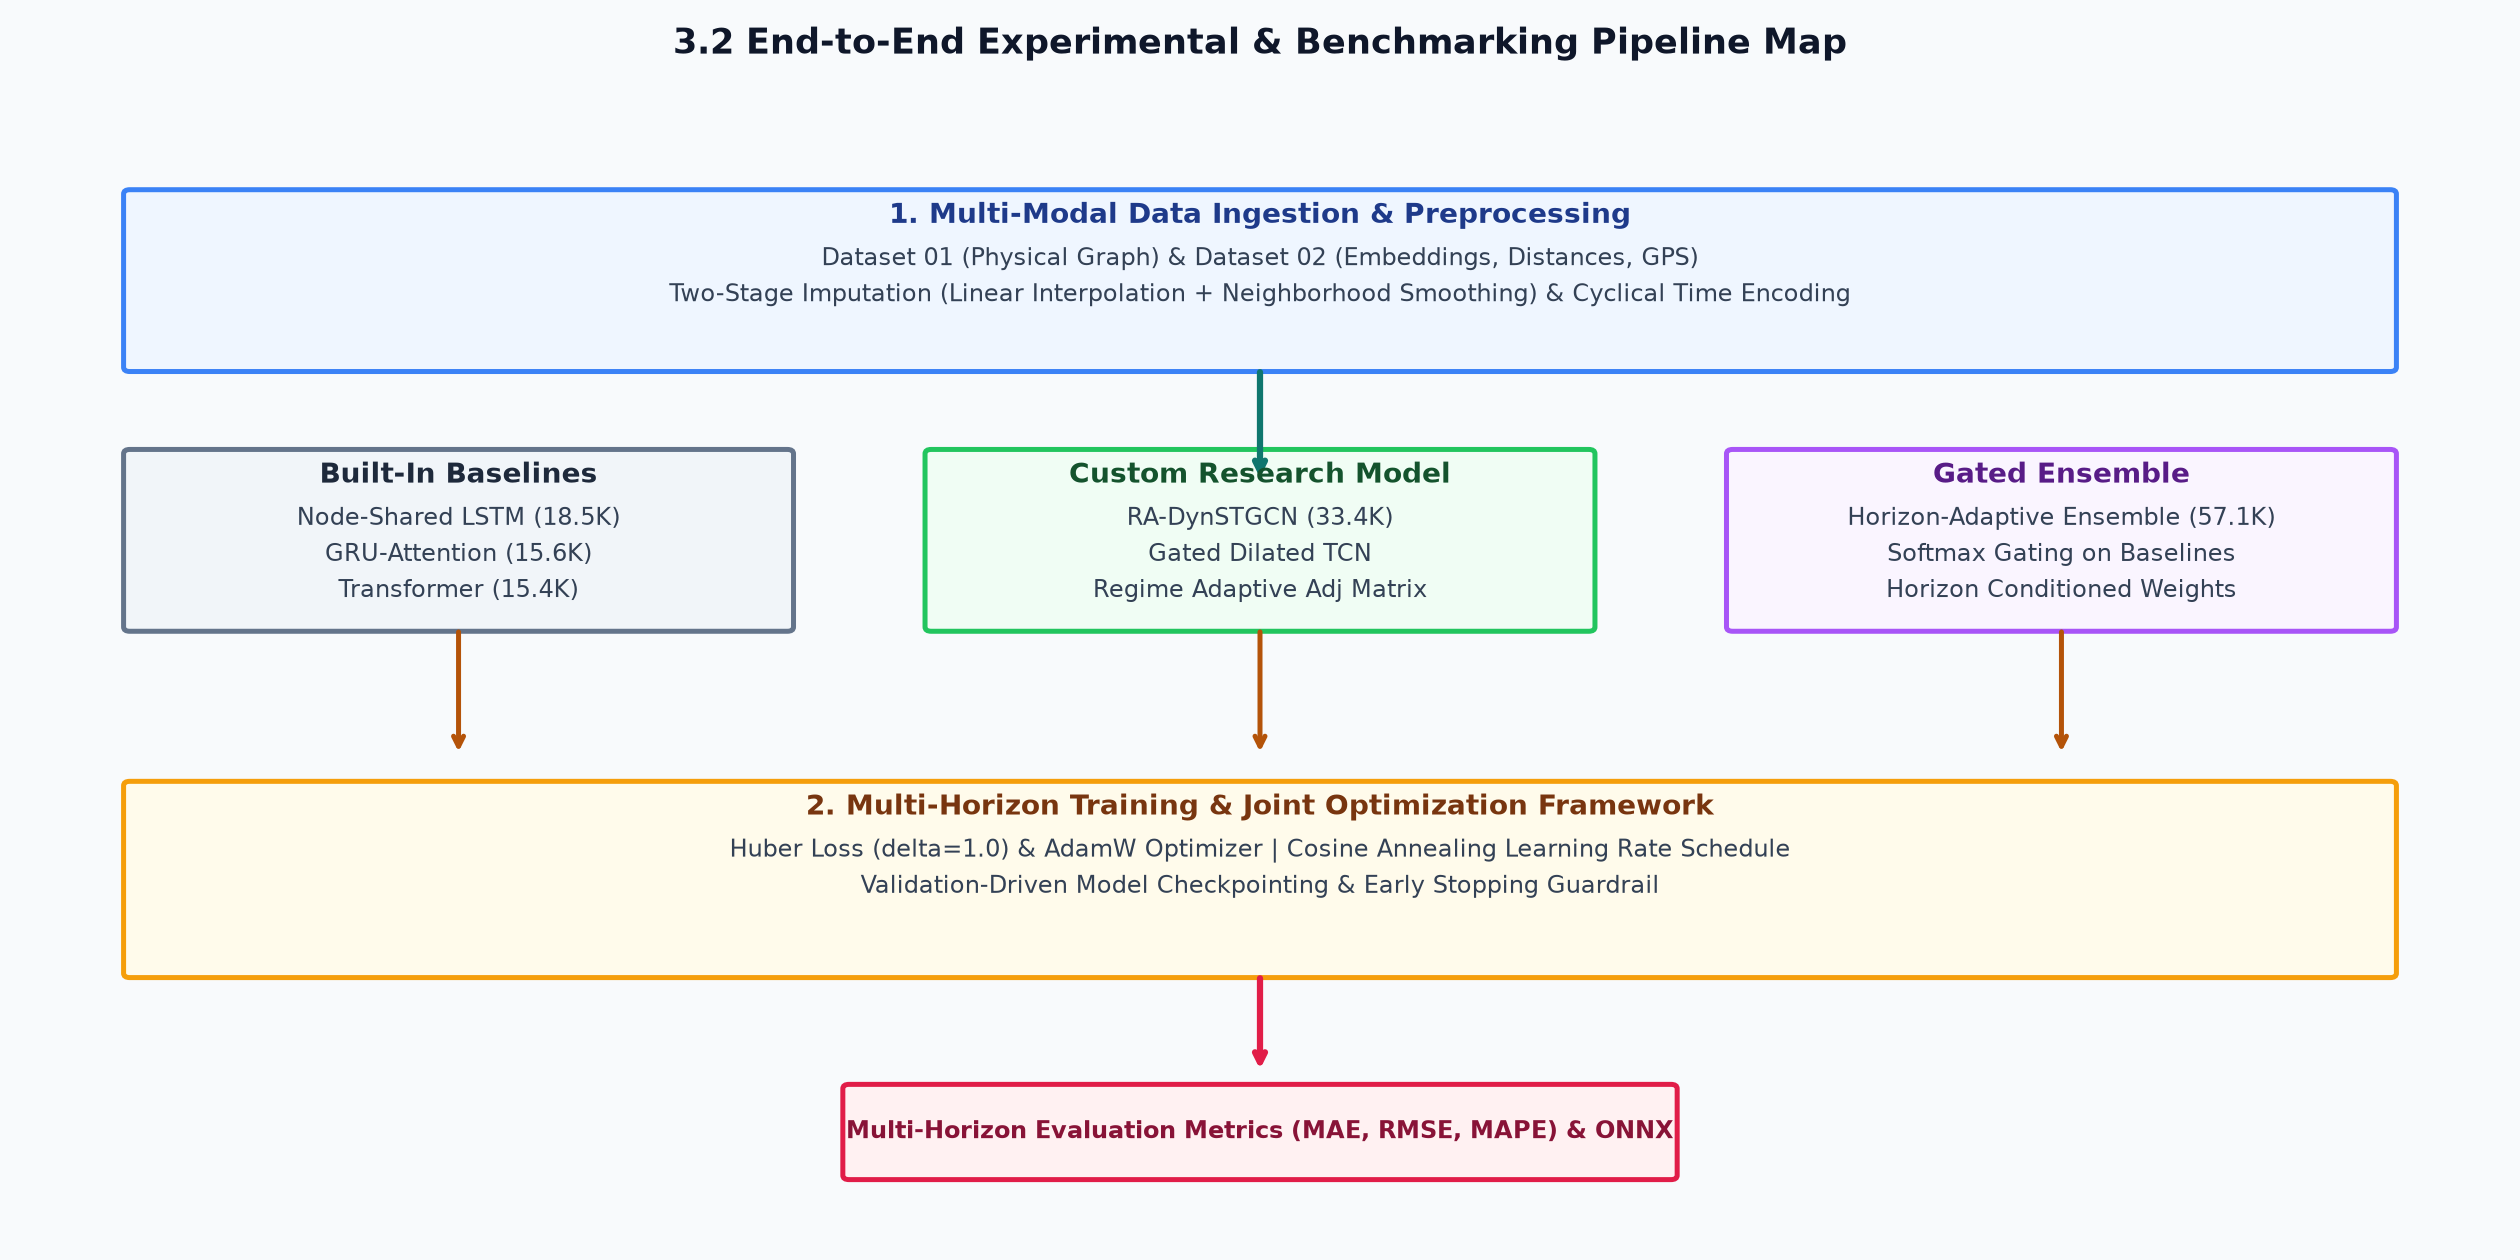 3.2 End-to-End Experimental & Benchmarking Pipeline Map
1. Multi-Modal Data Ingestion & Preprocessing
Dataset 01 (Physical Graph) & Dataset 02 (Embeddings, Distances, GPS)
Two-Stage Imputation (Linear Interpolation + Neighborhood Smoothing) & Cyclical Time Encoding
Built-In Baselines
Node-Shared LSTM (18.5K)
GRU-Attention (15.6K)
Transformer (15.4K)
Custom Research Model
RA-DynSTGCN (33.4K)
Gated Dilated TCN
Regime Adaptive Adj Matrix
Gated Ensemble
Horizon-Adaptive Ensemble (57.1K)
Softmax Gating on Baselines
Horizon Conditioned Weights
2. Multi-Horizon Training & Joint Optimization Framework
Huber Loss (delta=1.0) & AdamW Optimizer | Cosine Annealing Learning Rate Schedule
Validation-Driven Model Checkpointing & Early Stopping Guardrail
Multi-Horizon Evaluation Metrics (MAE, RMSE, MAPE) & ONNX